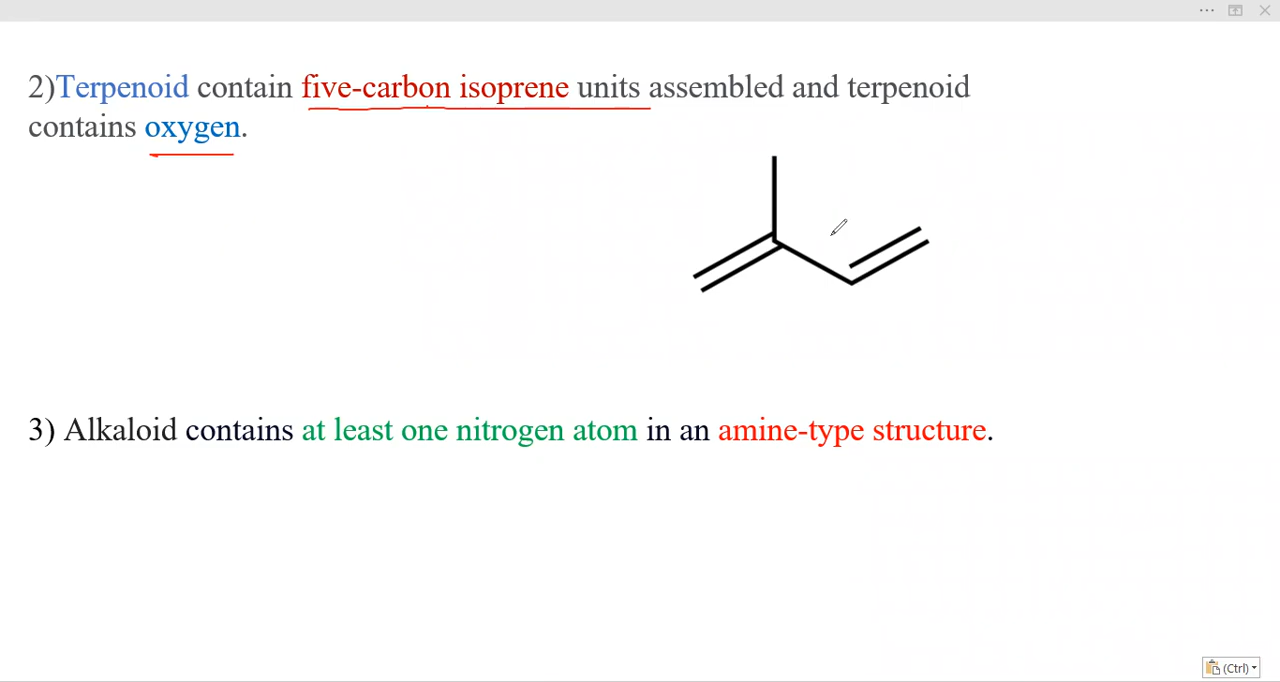 2)Terpenoid contain five-carbon isoprene units assembled and terpenoid
contains oxygen.
3) Alkaloid contains at least one nitrogen atom in an amine-type structure.
(Ctrl)